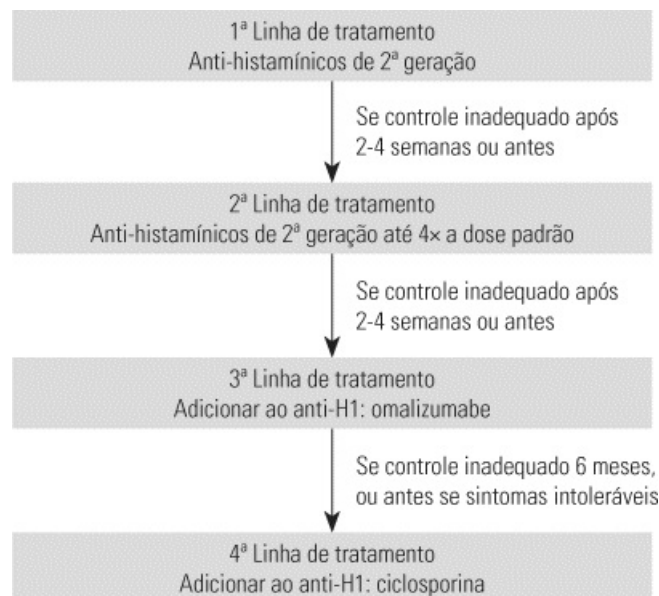 1ª Linha de tratamento
Anti-histamínicos de 2ª geração
Se controle inadequado após
2-4 semanas ou antes
2ª Linha de tratamento
Anti-histamínicos de 2ª geração até 4× a dose padrão
Se controle inadequado após
2-4 semanas ou antes
3ª Linha de tratamento
Adicionar ao anti-H1: omalizumabe
Se controle inadequado 6 meses,
ou antes se sintomas intoleráveis
4ª Linha de tratamento
Adicionar ao anti-H1: ciclosporina